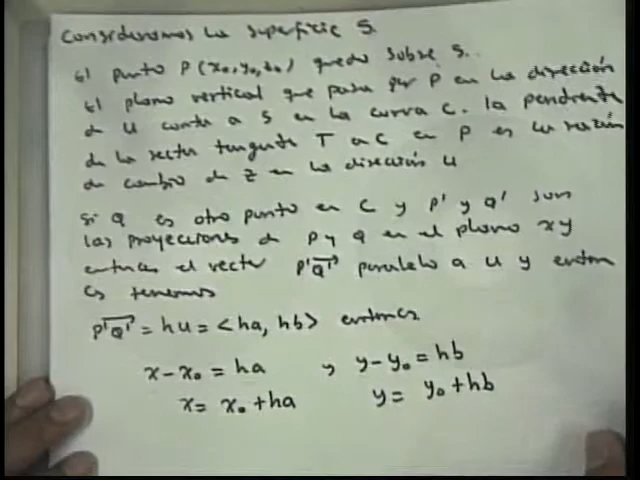 Consideramos la superficie S.
El punto P(x₀, y₀, z₀) queda sobre S.
El plano vertical que pasa por P en la dirección
de u corta a S en la curva C. la pendiente
de la recta tangente T a C en P es la razón
de cambio de z en la dirección u
Si Q es otro punto en C y P' y Q' son
las proyecciones de P y Q en el plano xy
entonces el vector P'Q' paralelo a u y enton
ces tenemos
P'Q' = hu = <ha, hb> entonces
x - x₀ = ha y y - y₀ = hb
x = x₀ + ha y = y₀ + hb